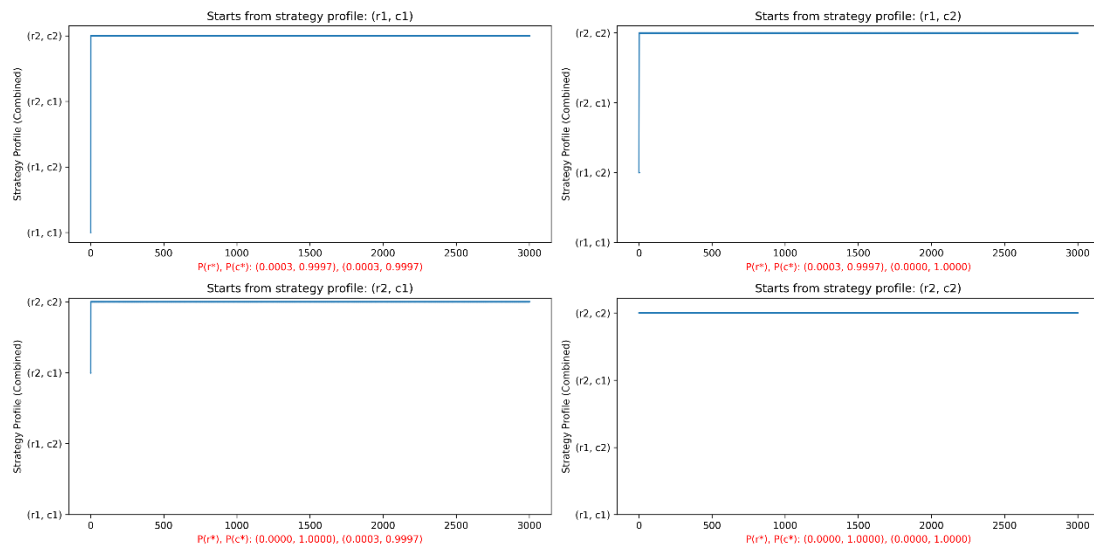 Starts from strategy profile: (r1, c1)
Strategy Profile (Combined)
(r2, c2)
(r2, c1)
(r1, c2)
(r1, c1)
0 500 1000 1500 2000 2500 3000
P(r*), P(c*): (0.0003, 0.9997), (0.0003, 0.9997)
Starts from strategy profile: (r1, c2)
Strategy Profile (Combined)
(r2, c2)
(r2, c1)
(r1, c2)
(r1, c1)
0 500 1000 1500 2000 2500 3000
P(r*), P(c*): (0.0003, 0.9997), (0.0000, 1.0000)
Starts from strategy profile: (r2, c1)
Strategy Profile (Combined)
(r2, c2)
(r2, c1)
(r1, c2)
(r1, c1)
0 500 1000 1500 2000 2500 3000
P(r*), P(c*): (0.0000, 1.0000), (0.0003, 0.9997)
Starts from strategy profile: (r2, c2)
Strategy Profile (Combined)
(r2, c2)
(r2, c1)
(r1, c2)
(r1, c1)
0 500 1000 1500 2000 2500 3000
P(r*), P(c*): (0.0000, 1.0000), (0.0000, 1.0000)